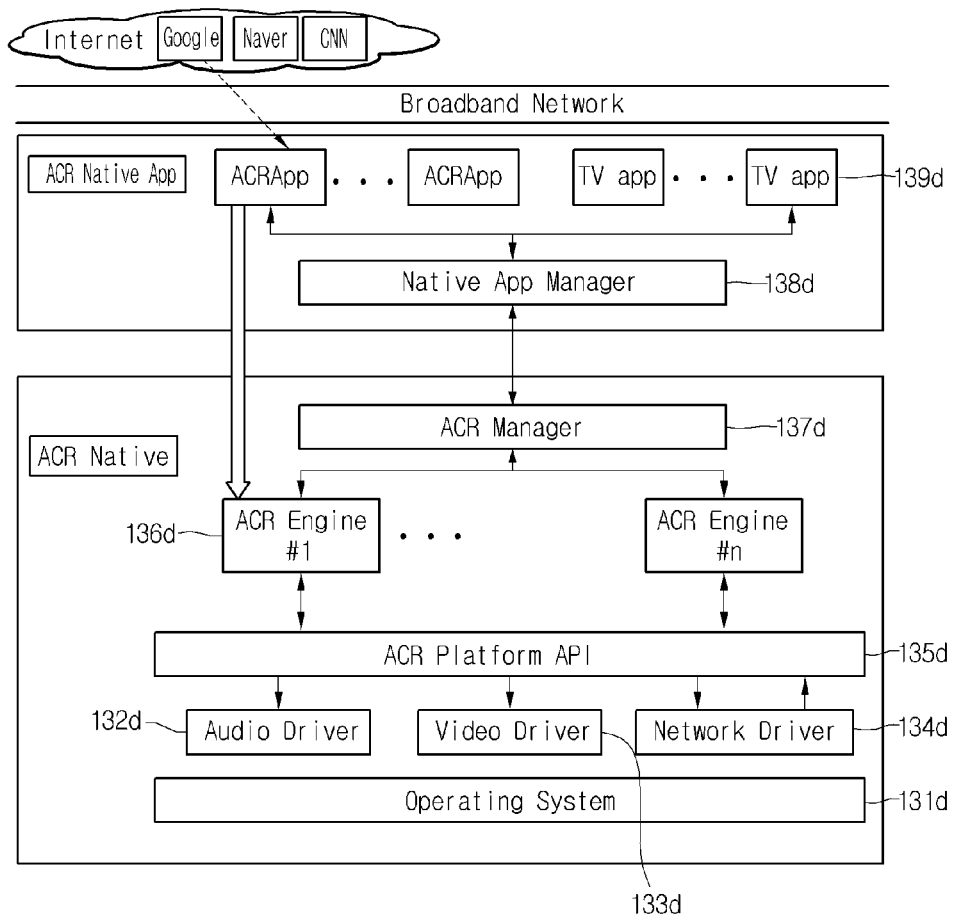 Internet Google Naver CNN
Broadband Network
ACR Native App
ACRApp . . . ACRApp TV app . . . TV app 139d
Native App Manager 138d
ACR Manager 137d
ACR Native
136d
ACR Engine #1
. . .
ACR Engine #n
ACR Platform API 135d
132d Audio Driver Video Driver Network Driver 134d
Operating System 131d
133d